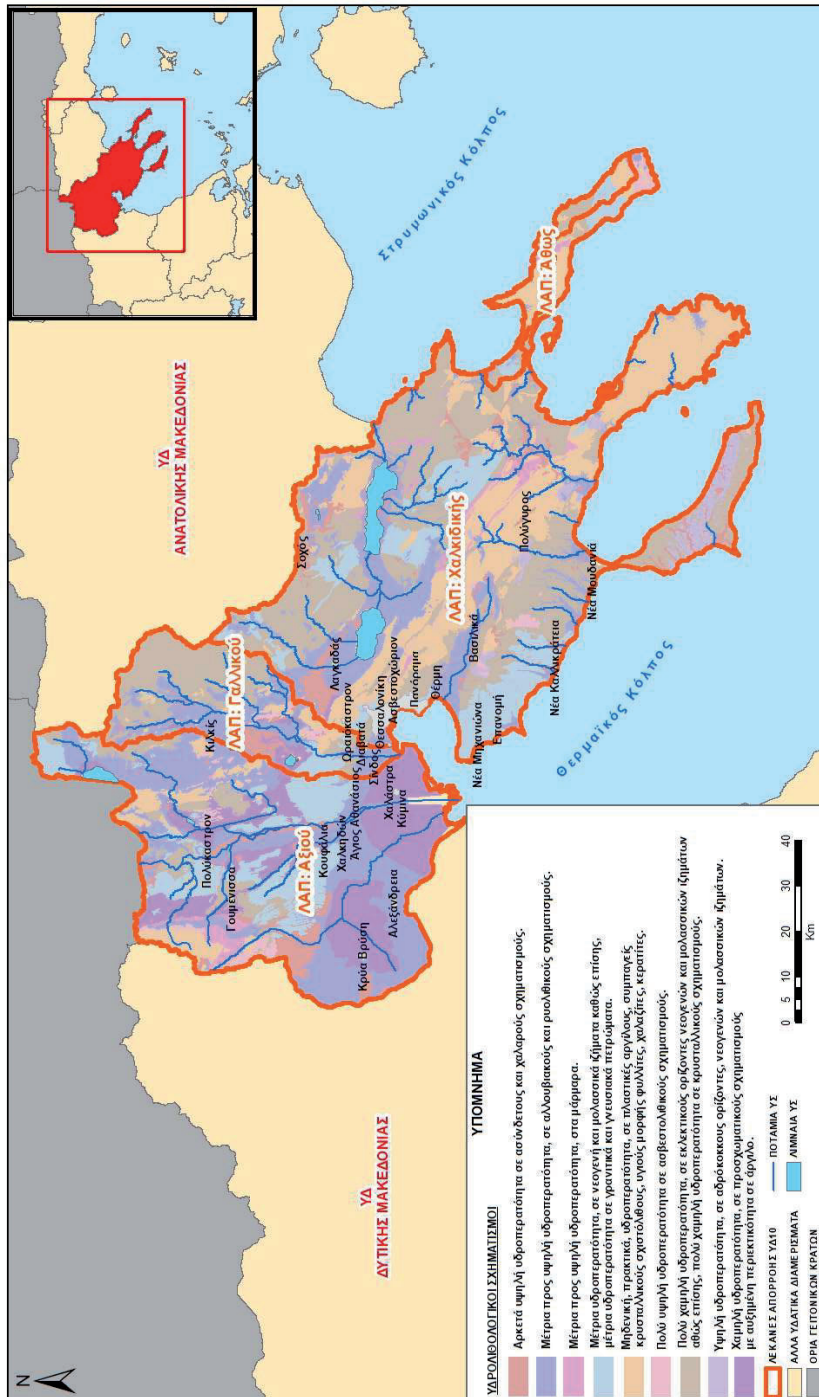 N
ΥΔ
ΑΝΑΤΟΛΙΚΗΣ ΜΑΚΕΔΟΝΙΑΣ
ΥΔ
ΔΥΤΙΚΗΣ ΜΑΚΕΔΟΝΙΑΣ
Στρυμωνικός Κόλπος
Θερμαϊκός Κόλπος
ΛΑΠ: Αξιού
ΛΑΠ: Γαλλικού
ΛΑΠ: Χαλκιδικής
ΛΑΠ: Άθως
Πολύκαστρον
Γουμένισσα
Κιλκίς
Κουφάλια
Χαλκηδών
Άγιος Αθανάσιος
Κρύα Βρύση
Αλεξάνδρεια
Χαλάστρα
Κύμινα
Σίνδος
Διαβατά
Ωραιόκαστρον
Θεσσαλονίκη
Ασβεστοχώριον
Πανόραμα
Θέρμη
Λαγκαδάς
Σοχός
Βασιλικά
Νέα Μηχανιώνα
Επανομή
Νέα Καλλικράτεια
Νέα Μουδανιά
Πολύγυρος
ΥΠΟΜΝΗΜΑ
ΥΔΡΟΛΙΘΟΛΟΓΙΚΟΙ ΣΧΗΜΑΤΙΣΜΟΙ
Αρκετά υψηλή υδροπερατότητα σε ασύνδετους και χαλαρούς σχηματισμούς.
Μέτρια προς υψηλή υδροπερατότητα, σε αλλουβιακούς και ρυολιθικούς σχηματισμούς.
Μέτρια προς υψηλή υδροπερατότητα, στα μάρμαρα.
Μέτρια υδροπερατότητα, σε νεογενή και μολασσικά ιζήματα καθώς επίσης,
μέτρια υδροπερατότητα σε γρανιτικά και γνευσιακά πετρώματα.
Μηδενική, πρακτικά, υδροπερατότητα, σε πλαστικές αργίλους, συμπαγείς
κρυσταλλικούς σχιστόλιθους, υγιούς μορφής φυλλίτες, χαλαζίτες, κερατίτες.
Πολύ υψηλή υδροπερατότητα σε ασβεστολιθικούς σχηματισμούς.
Πολύ χαμηλή υδροπερατότητα, σε εκλεκτικούς ορίζοντες νεογενών και μολασσικών ιζημάτων
αθώς επίσης, πολύ χαμηλή υδροπερατότητα σε κρυσταλλικούς σχηματισμούς.
Υψηλή υδροπερατότητα, σε αδρόκοκκους ορίζοντες, νεογενών και μολασσικών ιζημάτων.
Χαμηλή υδροπερατότητα, σε προσχωματικούς σχηματισμούς
με αυξημένη περιεκτικότητα σε άργιλο.
ΛΕΚΑΝΕΣ ΑΠΟΡΡΟΗΣ ΥΔ10
ΑΛΛΑ ΥΔΑΤΙΚΑ ΔΙΑΜΕΡΙΣΜΑΤΑ
ΟΡΙΑ ΓΕΙΤΟΝΙΚΩΝ ΚΡΑΤΩΝ
ΠΟΤΑΜΙΑ ΥΣ
ΛΙΜΝΑΙΑ ΥΣ
0 5 10 20 30 40
Km